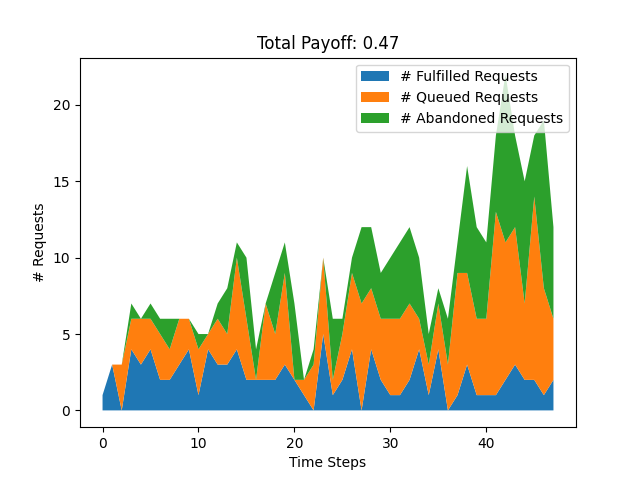 Total Payoff: 0.47
# Fulfilled Requests
# Queued Requests
# Abandoned Requests
# Requests
20
15
10
5
0
0 10 20 30 40
Time Steps